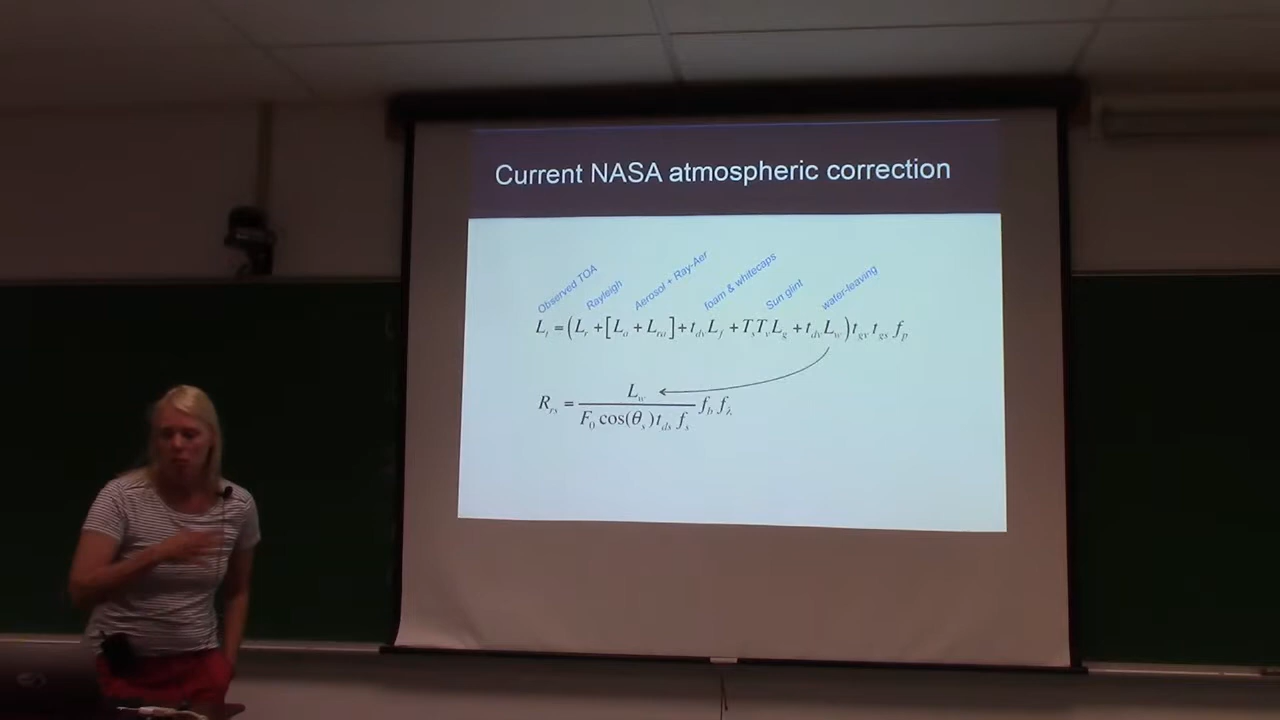 Current NASA atmospheric correction
Observed TOA Rayleigh Aerosol + Ray-Aer foam & whitecaps Sun glint water-leaving
L_t = (L_r + [L_a + L_ra] + t_dv L_f + T_s T_v L_g + t_dv L_w) t_gv t_gs f_p
R_rs = L_w / F_0 cos(θ_s) t_ds f_s f_b f_λ